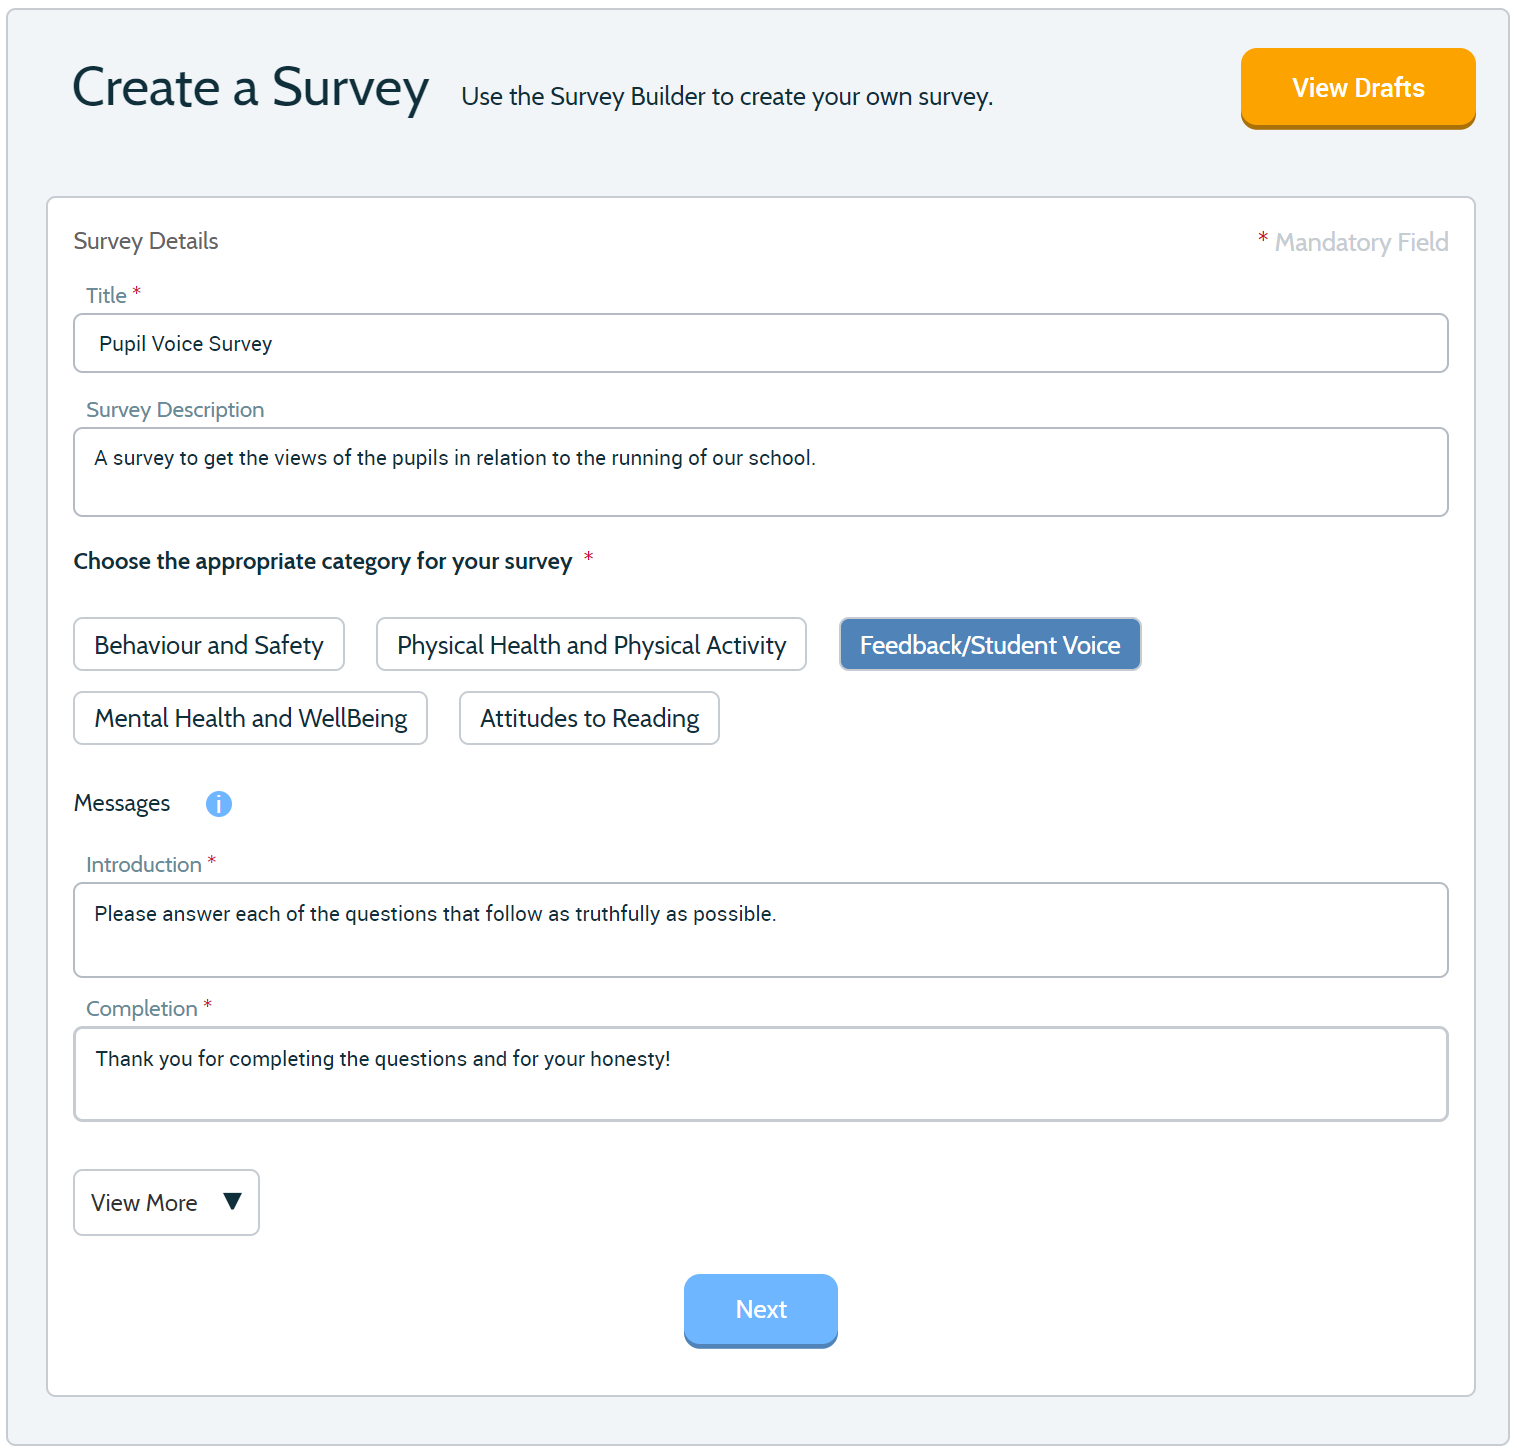 Create a Survey Use the Survey Builder to create your own survey.
View Drafts
Survey Details
* Mandatory Field
Title *
Pupil Voice Survey
Survey Description
A survey to get the views of the pupils in relation to the running of our school.
Choose the appropriate category for your survey *
Behaviour and Safety
Physical Health and Physical Activity
Feedback/Student Voice
Mental Health and WellBeing
Attitudes to Reading
Messages i
Introduction *
Please answer each of the questions that follow as truthfully as possible.
Completion *
Thank you for completing the questions and for your honesty!
View More ▼
Next